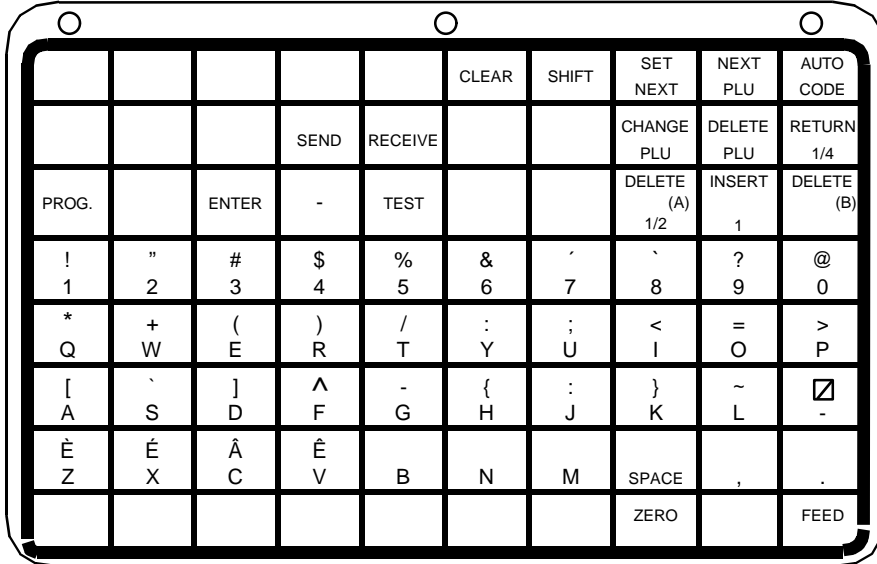 CLEAR SHIFT SET NEXT AUTO
NEXT PLU CODE
SEND RECEIVE CHANGE DELETE RETURN
PLU PLU 1/4
PROG. ENTER - TEST DELETE INSERT DELETE
(A) (B)
1/2 1
! ” # $ % & ´ ` ? @
1 2 3 4 5 6 7 8 9 0
* + ( ) / : ; < = >
Q W E R T Y U I O P
[ ` ] ^ - { : } ~
A S D F G H J K L -
È É Â Ê
Z X C V B N M SPACE , .
ZERO FEED